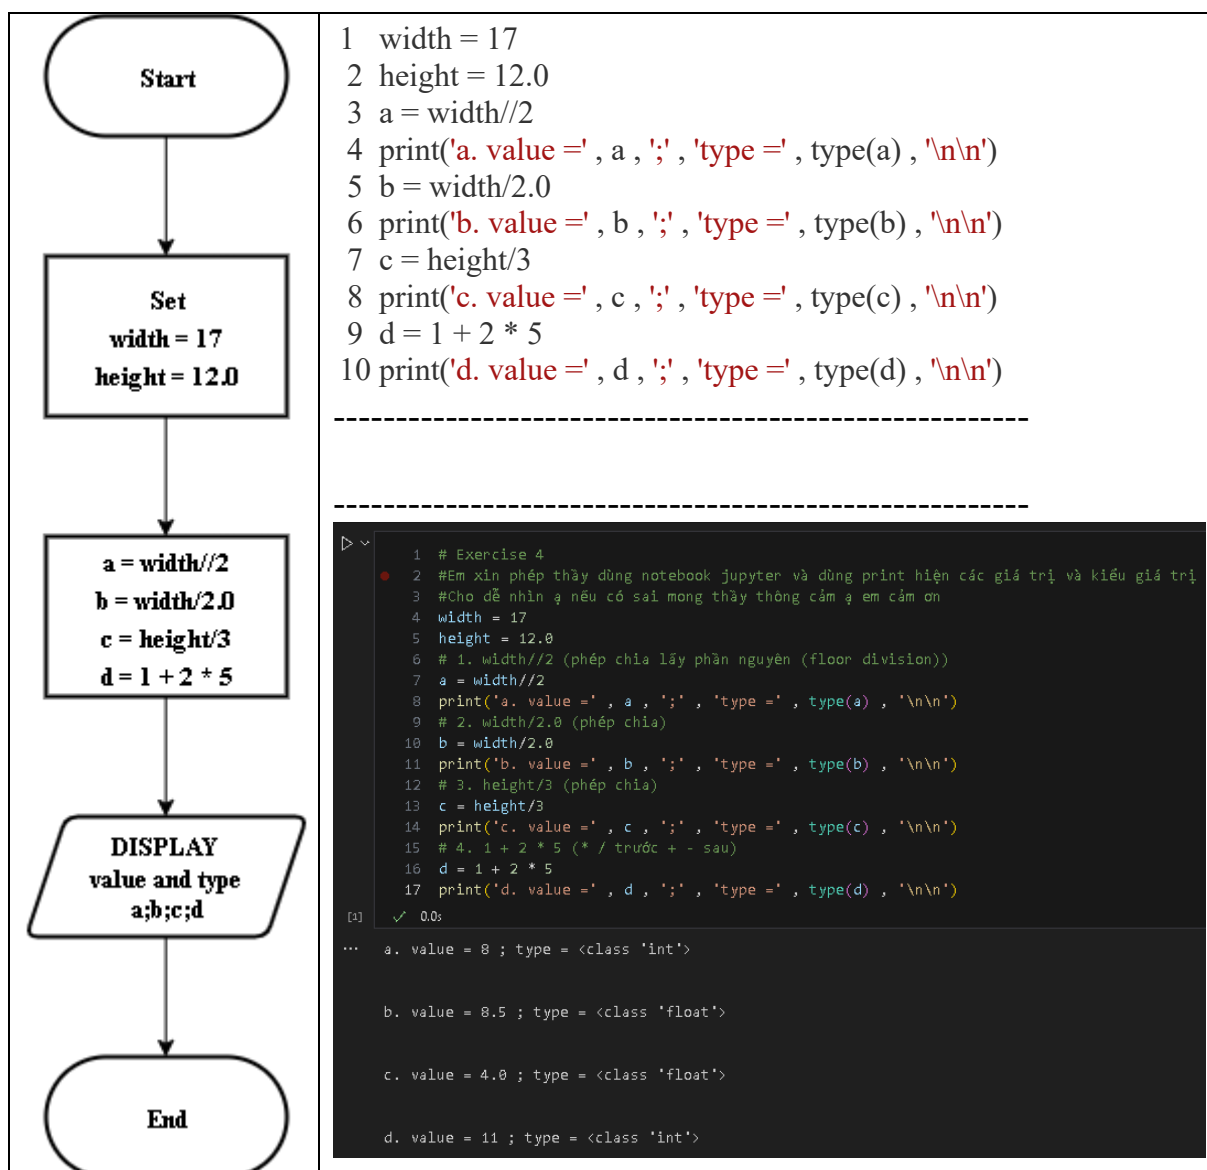 Start
Set
width = 17
height = 12.0
a = width//2
b = width/2.0
c = height/3
d = 1 + 2 * 5
DISPLAY
value and type
a;b;c;d
End
1 width = 17
2 height = 12.0
3 a = width//2
4 print('a. value =' , a , ';' , 'type =' , type(a) , '\n\n')
5 b = width/2.0
6 print('b. value =' , b , ';' , 'type =' , type(b) , '\n\n')
7 c = height/3
8 print('c. value =' , c , ';' , 'type =' , type(c) , '\n\n')
9 d = 1 + 2 * 5
10 print('d. value =' , d , ';' , 'type =' , type(d) , '\n\n')
--------------------------------------------------------
--------------------------------------------------------
1 # Exercise 4
2 #Em xin phép thầy dùng notebook jupyter và dùng print hiện các giá trị và kiểu giá trị
3 #Cho dễ nhìn ạ nếu có sai mong thầy thông cảm ạ em cảm ơn
4 width = 17
5 height = 12.0
6 # 1. width//2 (phép chia lấy phần nguyên (floor division))
7 a = width//2
8 print('a. value =' , a , ';' , 'type =' , type(a) , '\n\n')
9 # 2. width/2.0 (phép chia)
10 b = width/2.0
11 print('b. value =' , b , ';' , 'type =' , type(b) , '\n\n')
12 # 3. height/3 (phép chia)
13 c = height/3
14 print('c. value =' , c , ';' , 'type =' , type(c) , '\n\n')
15 # 4. 1 + 2 * 5 (* / trước + - sau)
16 d = 1 + 2 * 5
17 print('d. value =' , d , ';' , 'type =' , type(d) , '\n\n')
[1] ✓ 0.0s
... a. value = 8 ; type = <class 'int'>
b. value = 8.5 ; type = <class 'float'>
c. value = 4.0 ; type = <class 'float'>
d. value = 11 ; type = <class 'int'>